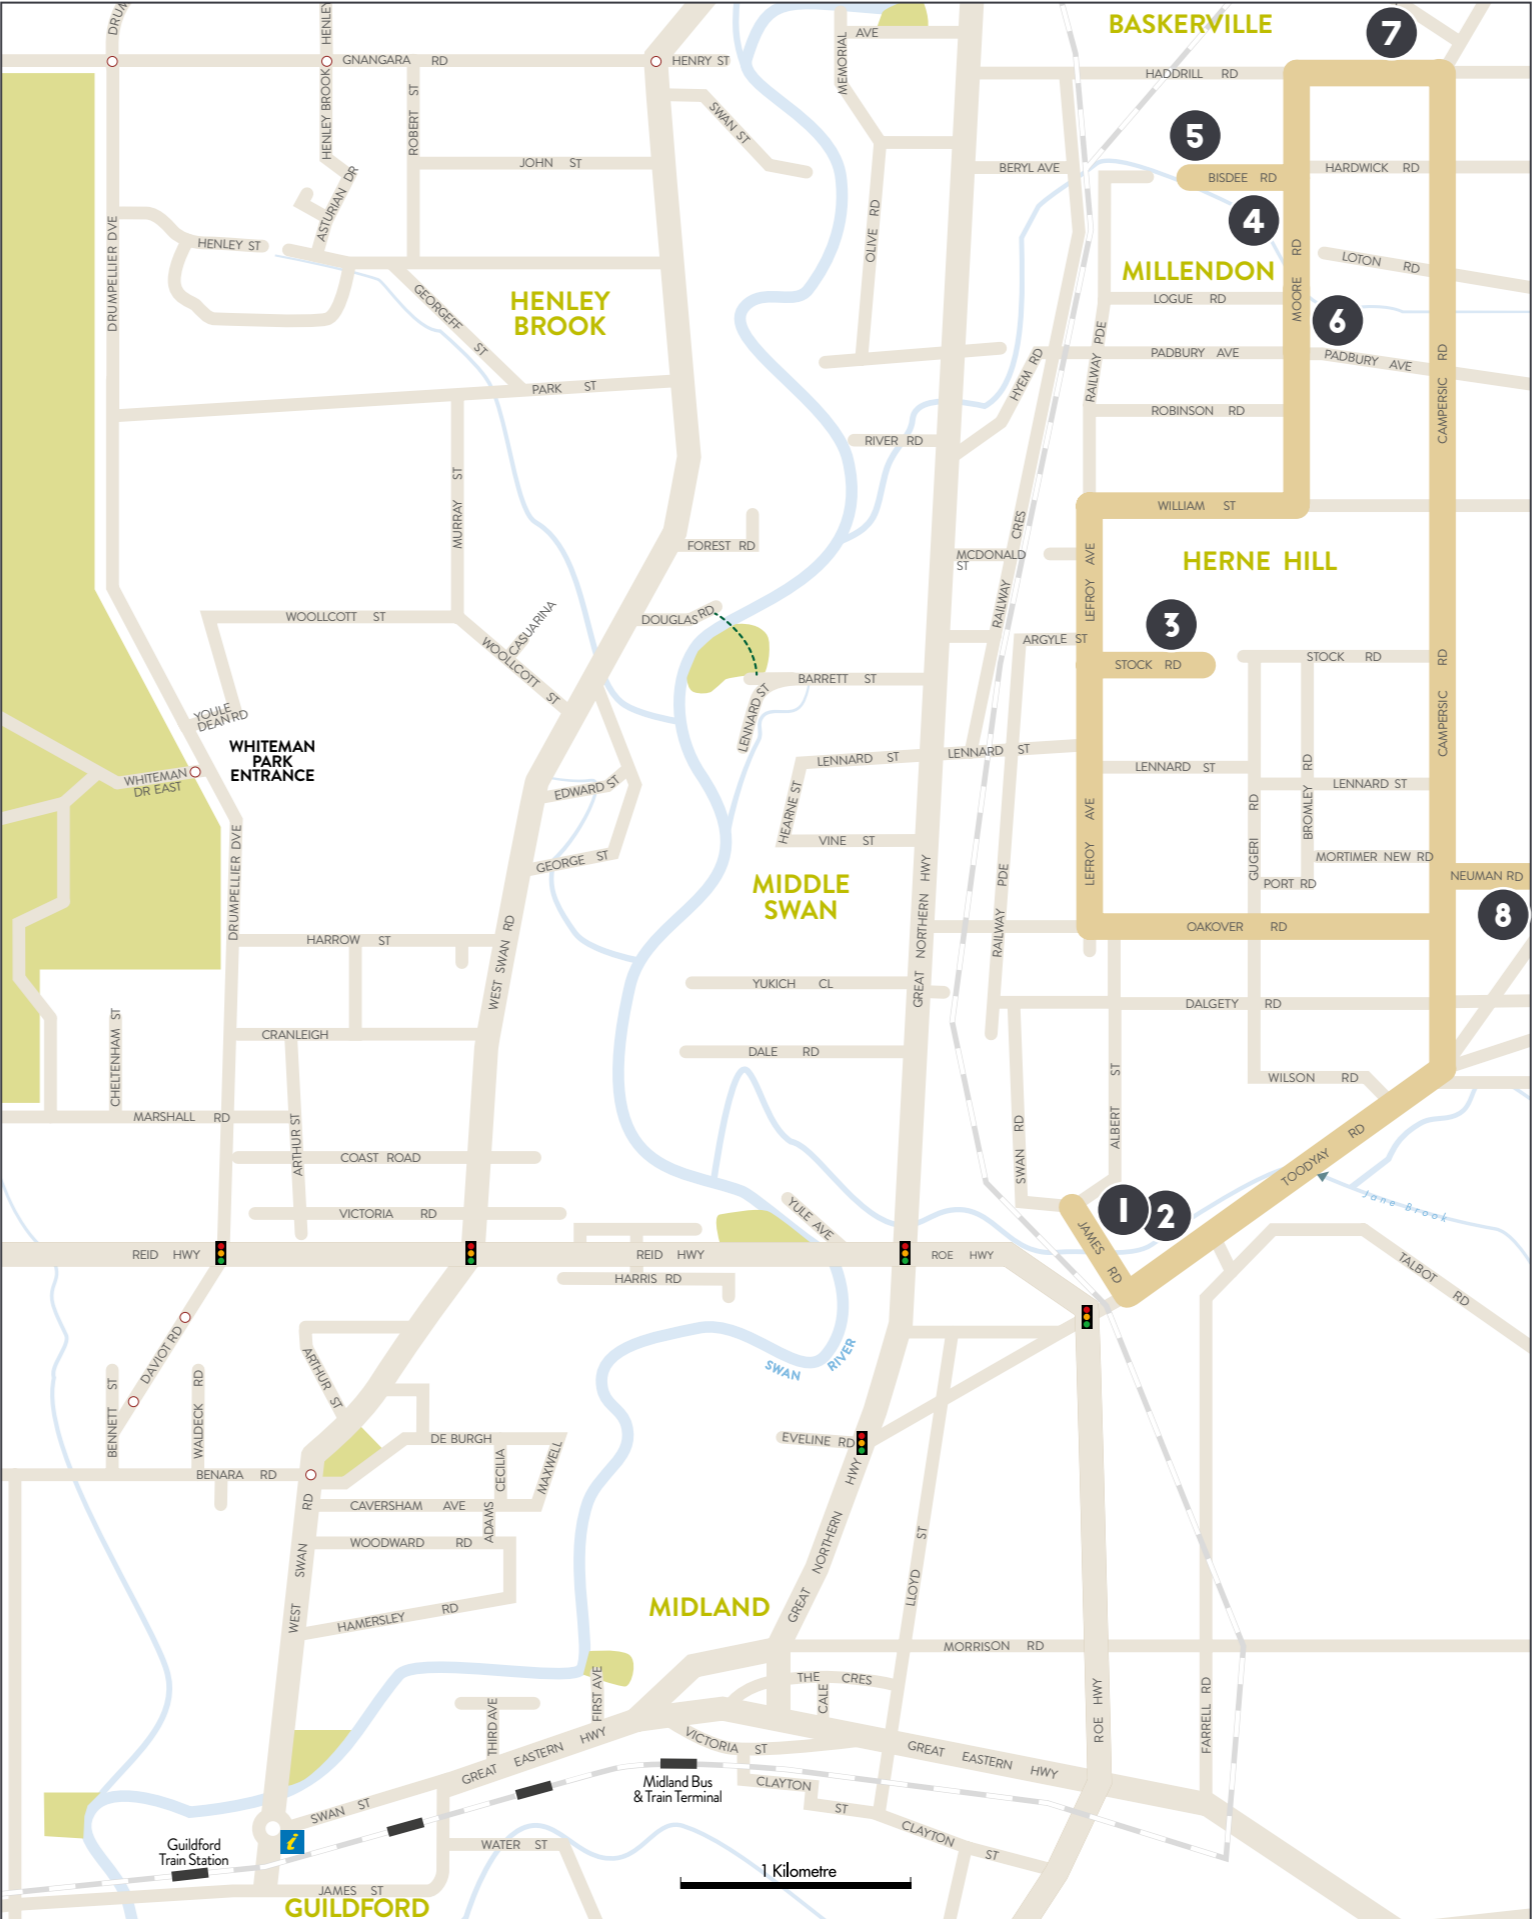 DRUM
HENLEY
MEMORIAL
AVE
BASKERVILLE
7
GNANGARA RD
HENRY ST
HADDRILL RD
HENLEY BROOK
ROBERT ST
SWAN ST
5
JOHN ST
BERYL AVE
BISDEE RD
HARDWICK RD
ASTURIAN DR
4
HENLEY ST
OLIVE RD
DRUMPELLIER DVE
MOORE RD
LOTON RD
MILLENDON
GEORGEFF ST
HENLEY
BROOK
LOGUE RD
6
RAILWAY PDE
PADBURY AVE
PADBURY AVE
HYEM RD
PARK ST
ROBINSON RD
CAMPERSIC RD
RIVER RD
MURRAY ST
WILLIAM ST
FOREST RD
RAILWAY CRES
MCDONALD
ST
LEFROY AVE
HERNE HILL
WOOLLCOTT ST
CASUARINA
DOUGLAS RD
3
WOOLLCOTT ST
ARGYLE ST
STOCK RD
STOCK RD
BARRETT ST
LENNARD ST
CAMPERSIC RD
YOULE
DEAN RD
WHITEMAN
PARK
ENTRANCE
LENNARD ST
LENNARD ST
LENNARD ST
LENNARD ST
WHITEMAN
DR EAST
EDWARD ST
HEARNE ST
VINE ST
BROMLEY RD
GUGERI RD
LEFROY AVE
MORTIMER NEW RD
GEORGE ST
PORT RD
NEUMAN RD
DRUMPELLIER DVE
MIDDLE
SWAN
GREAT NORTHERN HWY
RAILWAY PDE
8
HARROW ST
OAKOVER RD
WEST SWAN RD
YUKICH CL
DALGETY RD
CRANLEIGH
DALE RD
CHELTENHAM ST
WILSON RD
MARSHALL RD
ARTHUR ST
SWAN RD
ALBERT ST
COAST ROAD
TOODYAY RD
1
2
Jane Brook
VICTORIA RD
YULE AVE
JAMES RD
REID HWY
REID HWY
ROE HWY
HARRIS RD
TALBOT RD
DAVIOT RD
SWAN RIVER
ARTHUR ST
BENNETT ST
WALDECK RD
DE BURGH
EVELINE RD
CECILIA
MAXWELL
BENARA RD
CAVERSHAM AVE
ADAMS
WOODWARD RD
GREAT NORTHERN HWY
LLOYD ST
WEST SWAN RD
HAMERSLEY RD
MIDLAND
MORRISON RD
THE CRES
CALE
FIRST AVE
THIRD AVE
ROE HWY
FARRELL RD
VICTORIA ST
GREAT EASTERN HWY
GREAT EASTERN HWY
Midland Bus
& Train Terminal
CLAYTON ST
SWAN ST
i
CLAYTON ST
Guildford
Train Station
WATER ST
1 Kilometre
JAMES ST
GUILDFORD